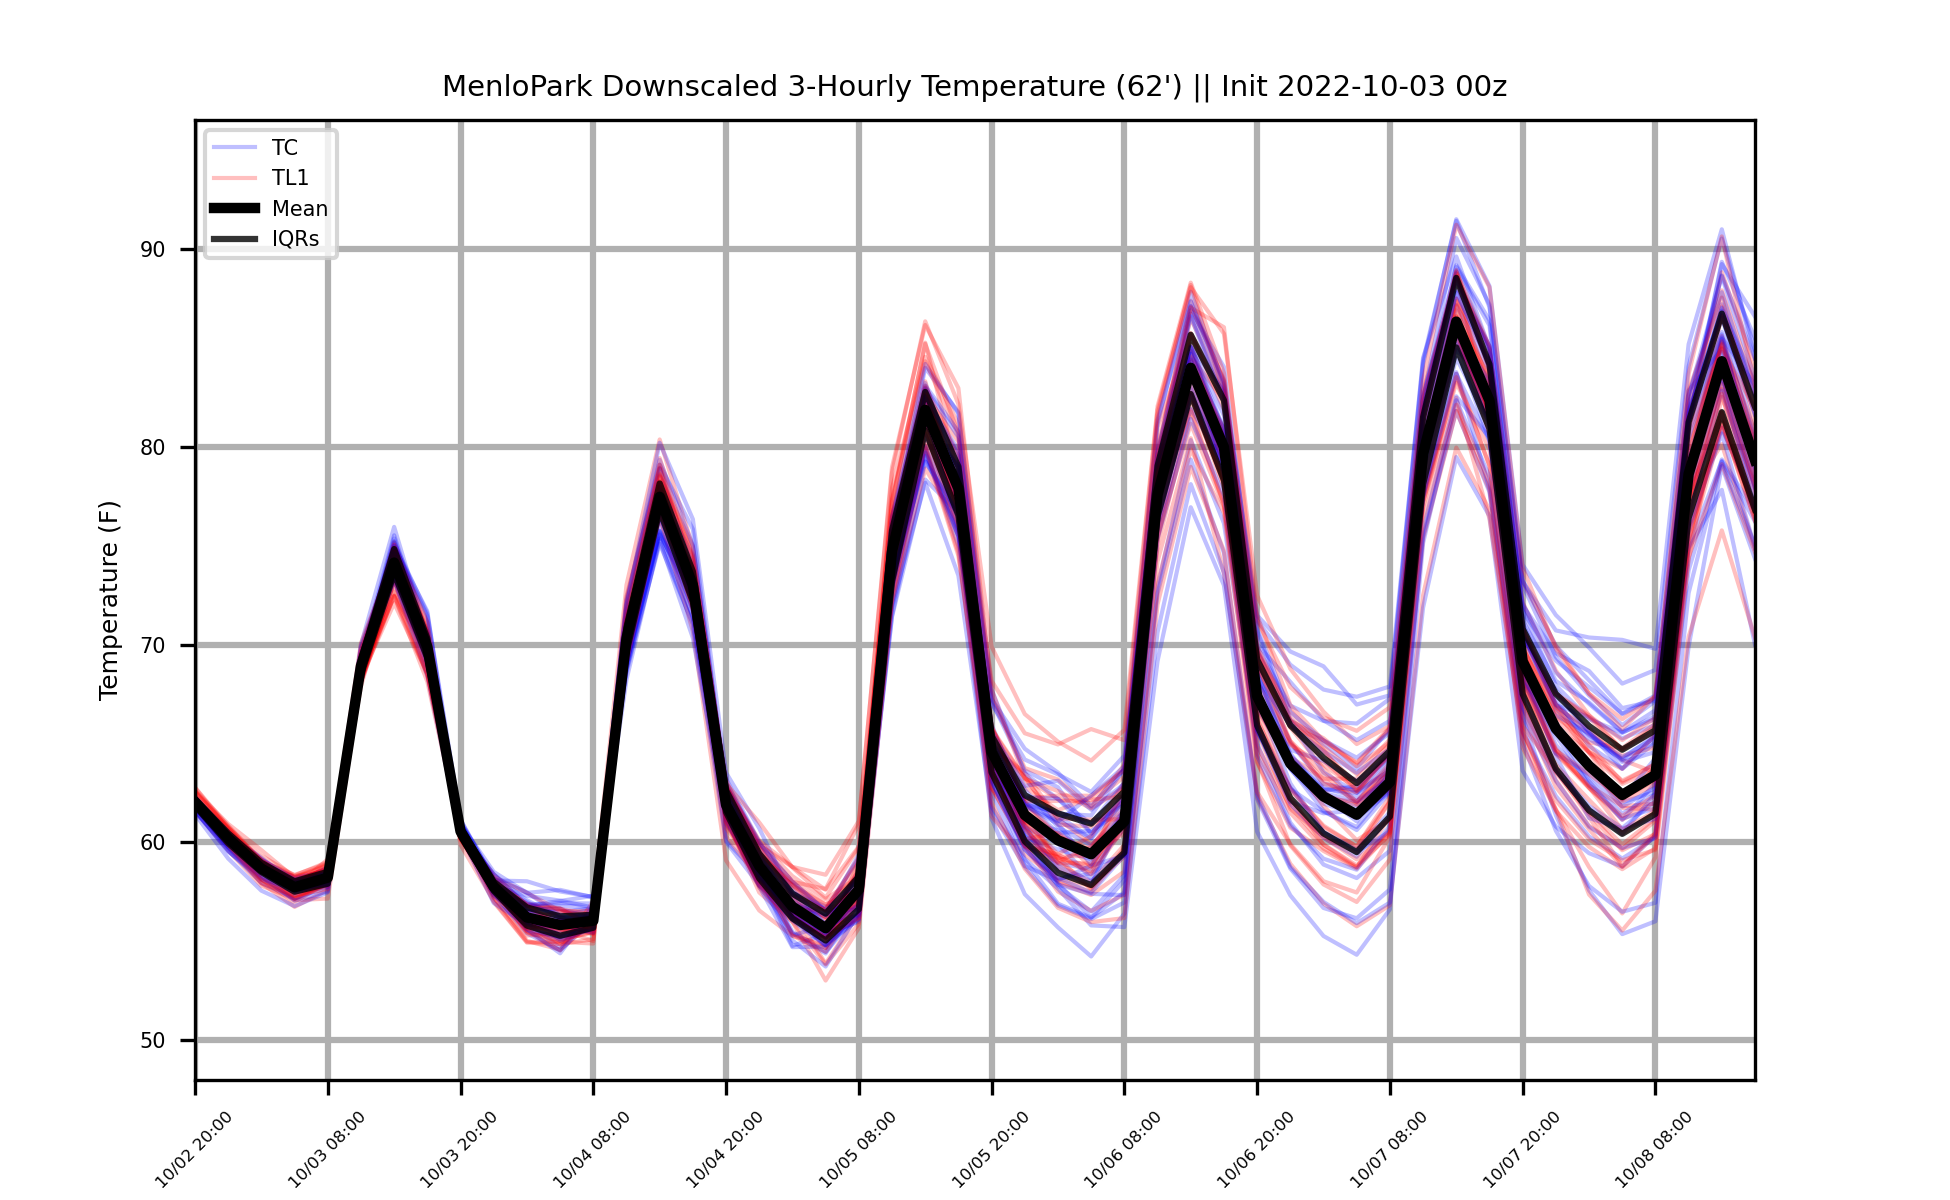 MenloPark Downscaled 3-Hourly Temperature (62') || Init 2022-10-03 00z
TC
TL1
Mean
IQRs
90
80
70
60
50
Temperature (F)
10/02 20:00
10/03 08:00
10/03 20:00
10/04 08:00
10/04 20:00
10/05 08:00
10/05 20:00
10/06 08:00
10/06 20:00
10/07 08:00
10/07 20:00
10/08 08:00